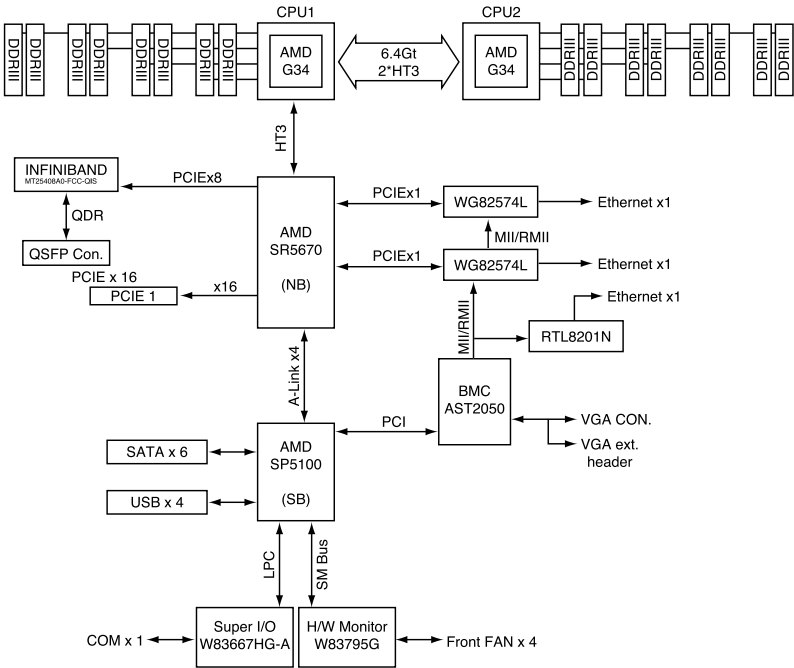 CPU1
CPU2
DDRIII
DDRIII
DDRIII
DDRIII
DDRIII
DDRIII
DDRIII
DDRIII
AMD
G34
6.4Gt
2*HT3
AMD
G34
DDRIII
DDRIII
DDRIII
DDRIII
DDRIII
DDRIII
DDRIII
DDRIII
HT3
INFINIBAND
MT25408A0-FCC-QIS
PCIEx8
QDR
QSFP Con.
PCIE x 16
PCIE 1
x16
AMD
SR5670
(NB)
PCIEx1
WG82574L
Ethernet x1
MII/RMII
PCIEx1
WG82574L
Ethernet x1
Ethernet x1
MII/RMII
RTL8201N
A-Link x4
BMC
AST2050
PCI
VGA CON.
VGA ext.
header
AMD
SP5100
(SB)
SATA x 6
USB x 4
LPC
SM Bus
COM x 1
Super I/O
W83667HG-A
H/W Monitor
W83795G
Front FAN x 4